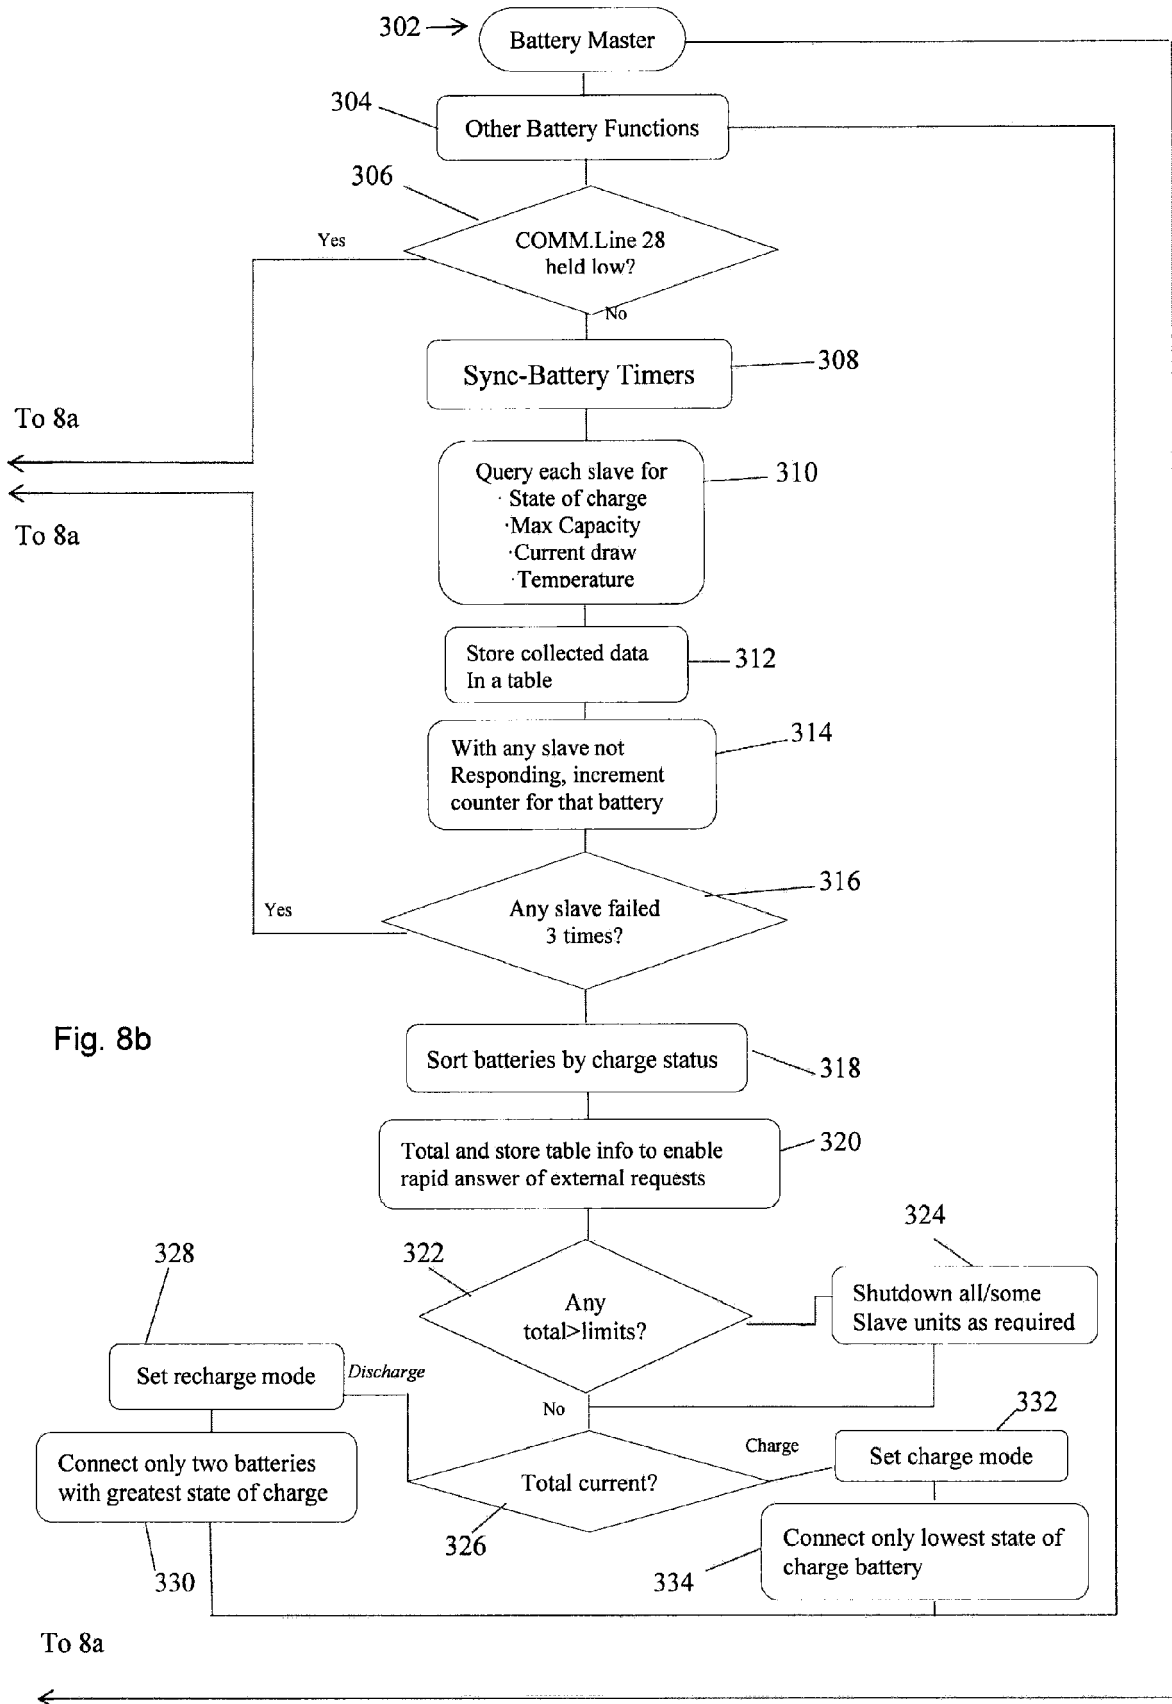 302
Battery Master
304
Other Battery Functions
306
Yes
COMM.Line 28
held low?
No
308
Sync-Battery Timers
To 8a
310
Query each slave for
· State of charge
·Max Capacity
·Current draw
·Temperature
To 8a
312
Store collected data
In a table
314
With any slave not
Responding, increment
counter for that battery
316
Yes
Any slave failed
3 times?
Fig. 8b
Sort batteries by charge status
318
Total and store table info to enable
rapid answer of external requests
320
324
328
322
Any
total>limits?
Shutdown all/some
Slave units as required
Set recharge mode
Discharge
No
332
Charge
Set charge mode
Connect only two batteries
with greatest state of charge
Total current?
326
Connect only lowest state of
charge battery
334
330
To 8a